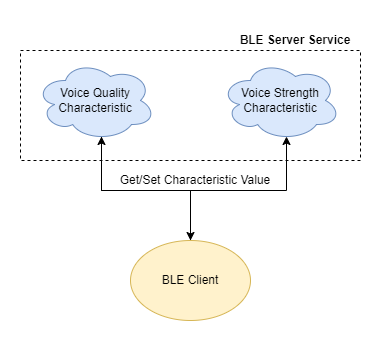 BLE Server Service
Voice Quality
Characteristic
Voice Strength
Characteristic
Get/Set Characteristic Value
BLE Client